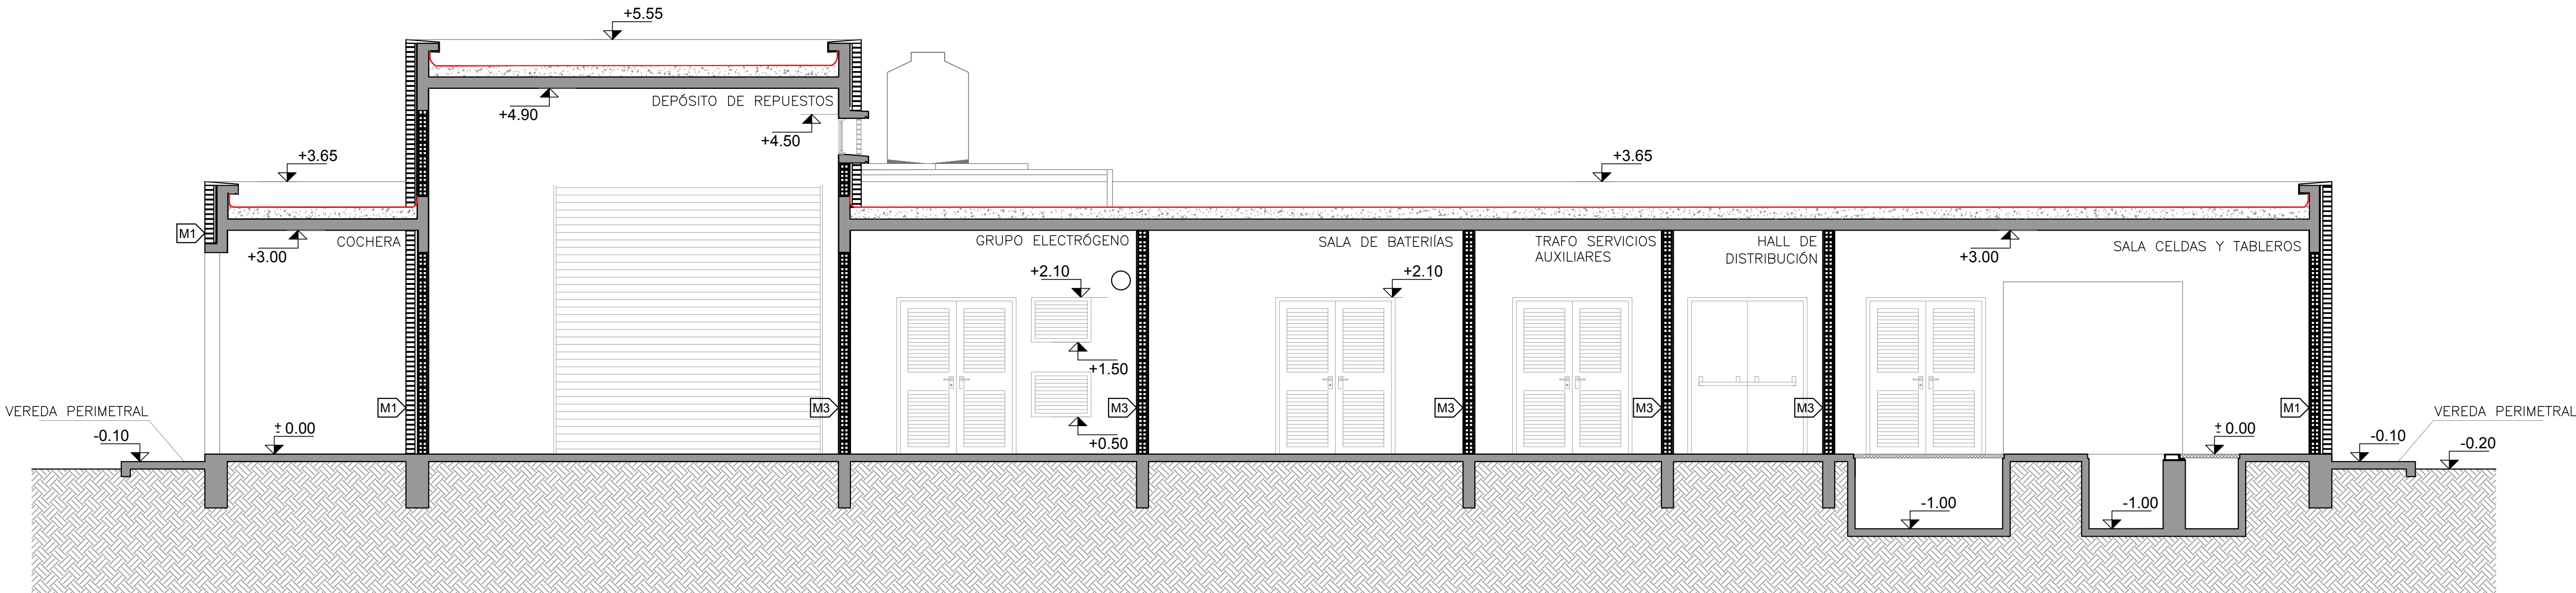 +5.55
DEPÓSITO DE REPUESTOS
+4.90
+4.50
+3.65
+3.65
M1
COCHERA
+3.00
GRUPO ELECTRÓGENO
SALA DE BATERIÍAS
TRAFO SERVICIOS
AUXILIARES
HALL DE
DISTRIBUCIÓN
SALA CELDAS Y TABLEROS
+3.00
+2.10
+2.10
+1.50
M1
M3
M3
M3
M3
M3
M1
VEREDA PERIMETRAL
VEREDA PERIMETRAL
-0.10
± 0.00
+0.50
± 0.00
-0.10
-0.20
-1.00
-1.00